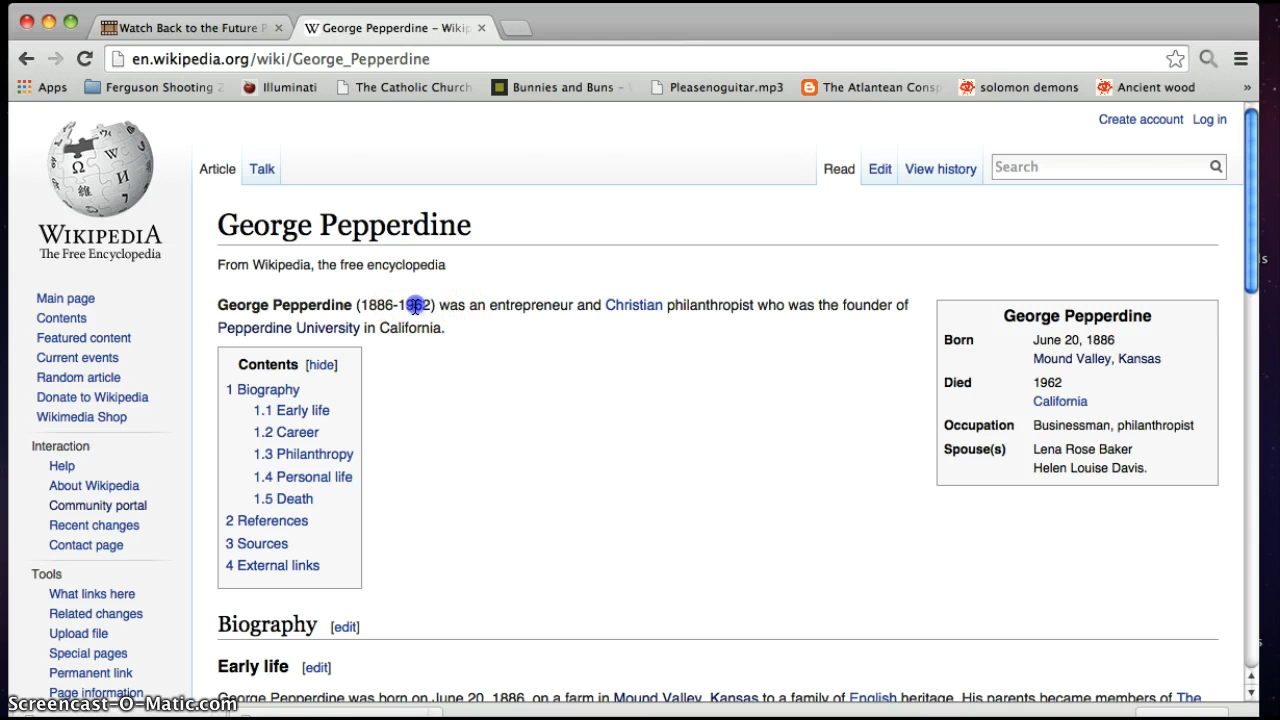 Watch Back to the Future P
George Pepperdine – Wikip
en.wikipedia.org/wiki/George_Pepperdine
Apps
Ferguson Shooting
Illuminati
The Catholic Church
Bunnies and Buns –
Pleasenoguitar.mp3
The Atlantean Consp
solomon demons
Ancient wood
»
Create account Log in
Article Talk
Read Edit View history
Search
WIKIPEDIA
The Free Encyclopedia
Main page
Contents
Featured content
Current events
Random article
Donate to Wikipedia
Wikimedia Shop
Interaction
Help
About Wikipedia
Community portal
Recent changes
Contact page
Tools
What links here
Related changes
Upload file
Special pages
Permanent link
Page information
George Pepperdine
From Wikipedia, the free encyclopedia
George Pepperdine (1886-1962) was an entrepreneur and Christian philanthropist who was the founder of
Pepperdine University in California.
Contents [hide]
1 Biography
1.1 Early life
1.2 Career
1.3 Philanthropy
1.4 Personal life
1.5 Death
2 References
3 Sources
4 External links
George Pepperdine
Born June 20, 1886
Mound Valley, Kansas
Died 1962
California
Occupation Businessman, philanthropist
Spouse(s) Lena Rose Baker
Helen Louise Davis.
Biography [edit]
Early life [edit]
George Pepperdine was born on June 20, 1886, on a farm in Mound Valley, Kansas to a family of English heritage. His parents became members of The
Screencast-O-Matic.com